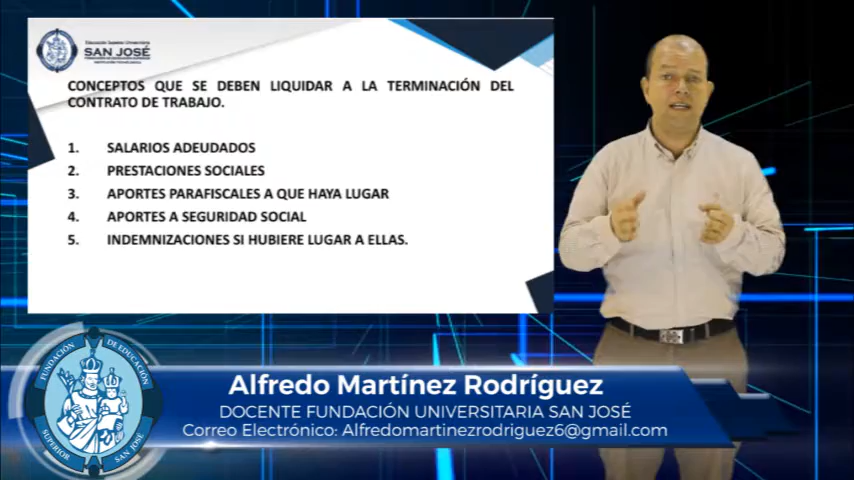 Educación Superior Universitaria
SAN JOSÉ
CONCEPTOS QUE SE DEBEN LIQUIDAR A LA TERMINACIÓN DEL
CONTRATO DE TRABAJO.
1. SALARIOS ADEUDADOS
2. PRESTACIONES SOCIALES
3. APORTES PARAFISCALES A QUE HAYA LUGAR
4. APORTES A SEGURIDAD SOCIAL
5. INDEMNIZACIONES SI HUBIERE LUGAR A ELLAS.
FUNDACIÓN DE EDUCACIÓN
SUPERIOR SAN JOSÉ
Alfredo Martínez Rodríguez
DOCENTE FUNDACIÓN UNIVERSITARIA SAN JOSÉ
Correo Electrónico: Alfredomartinezrodriguez6@gmail.com